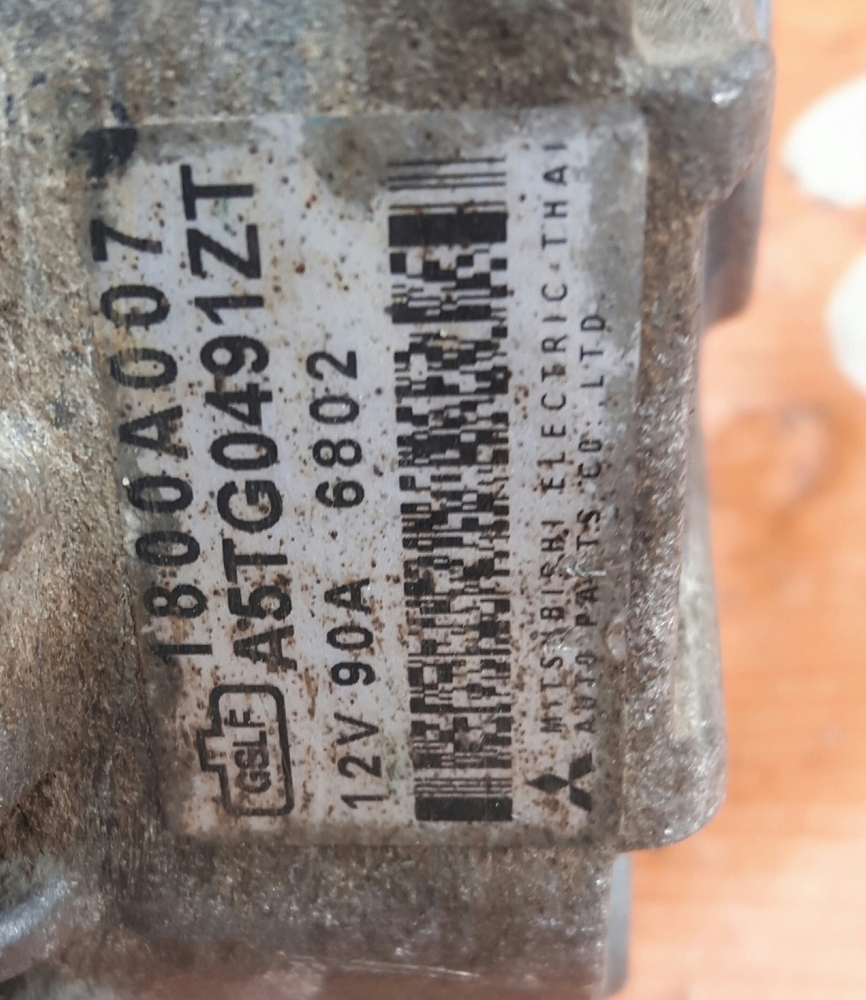 1800A007
A5TG0491ZT
GSLF
12V 90A 6802
MITSUBISHI ELECTRIC THAI
AUTO PARTS CO.,LTD.